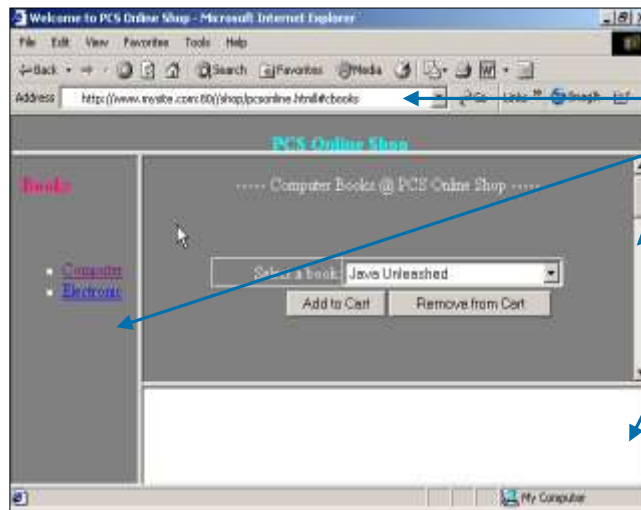 Welcome to PCS Online Shop - Microsoft Internet Explorer
File Edit View Favorites Tools Help
Back Search Favorites Media
Address http://www.mysite.com:80/shop/pcsonline.html#cbooks Go Links
PCS Online Shop
Books
----- Computer Books @ PCS Online Shop -----
Computer
Electronic
Select a book: Java Unleashed
Add to Cart Remove from Cart
My Computer